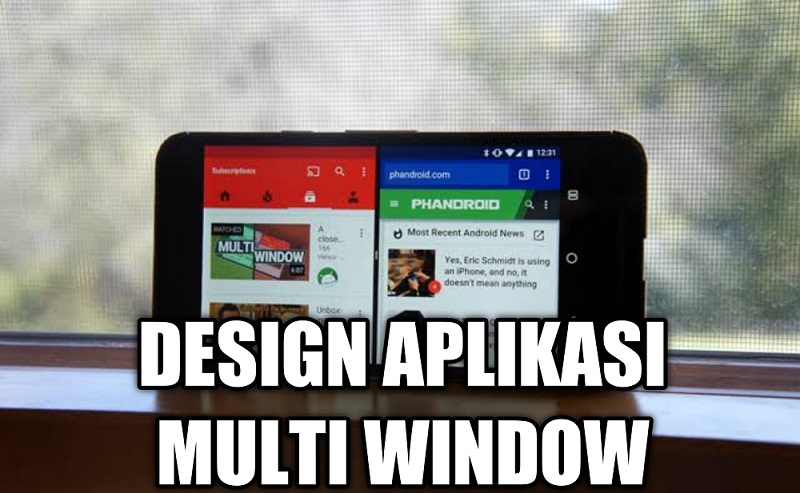 12:31
Subscriptions
phandroid.com
1
PHANDROID
WATCHED
MULTI
WINDOW
6:07
A
close...
166
views
Most Recent Android News
Yes, Eric Schmidt is using
an iPhone, and no, it
doesn't mean anything
Unbox
DESIGN APLIKASI
MULTI WINDOW